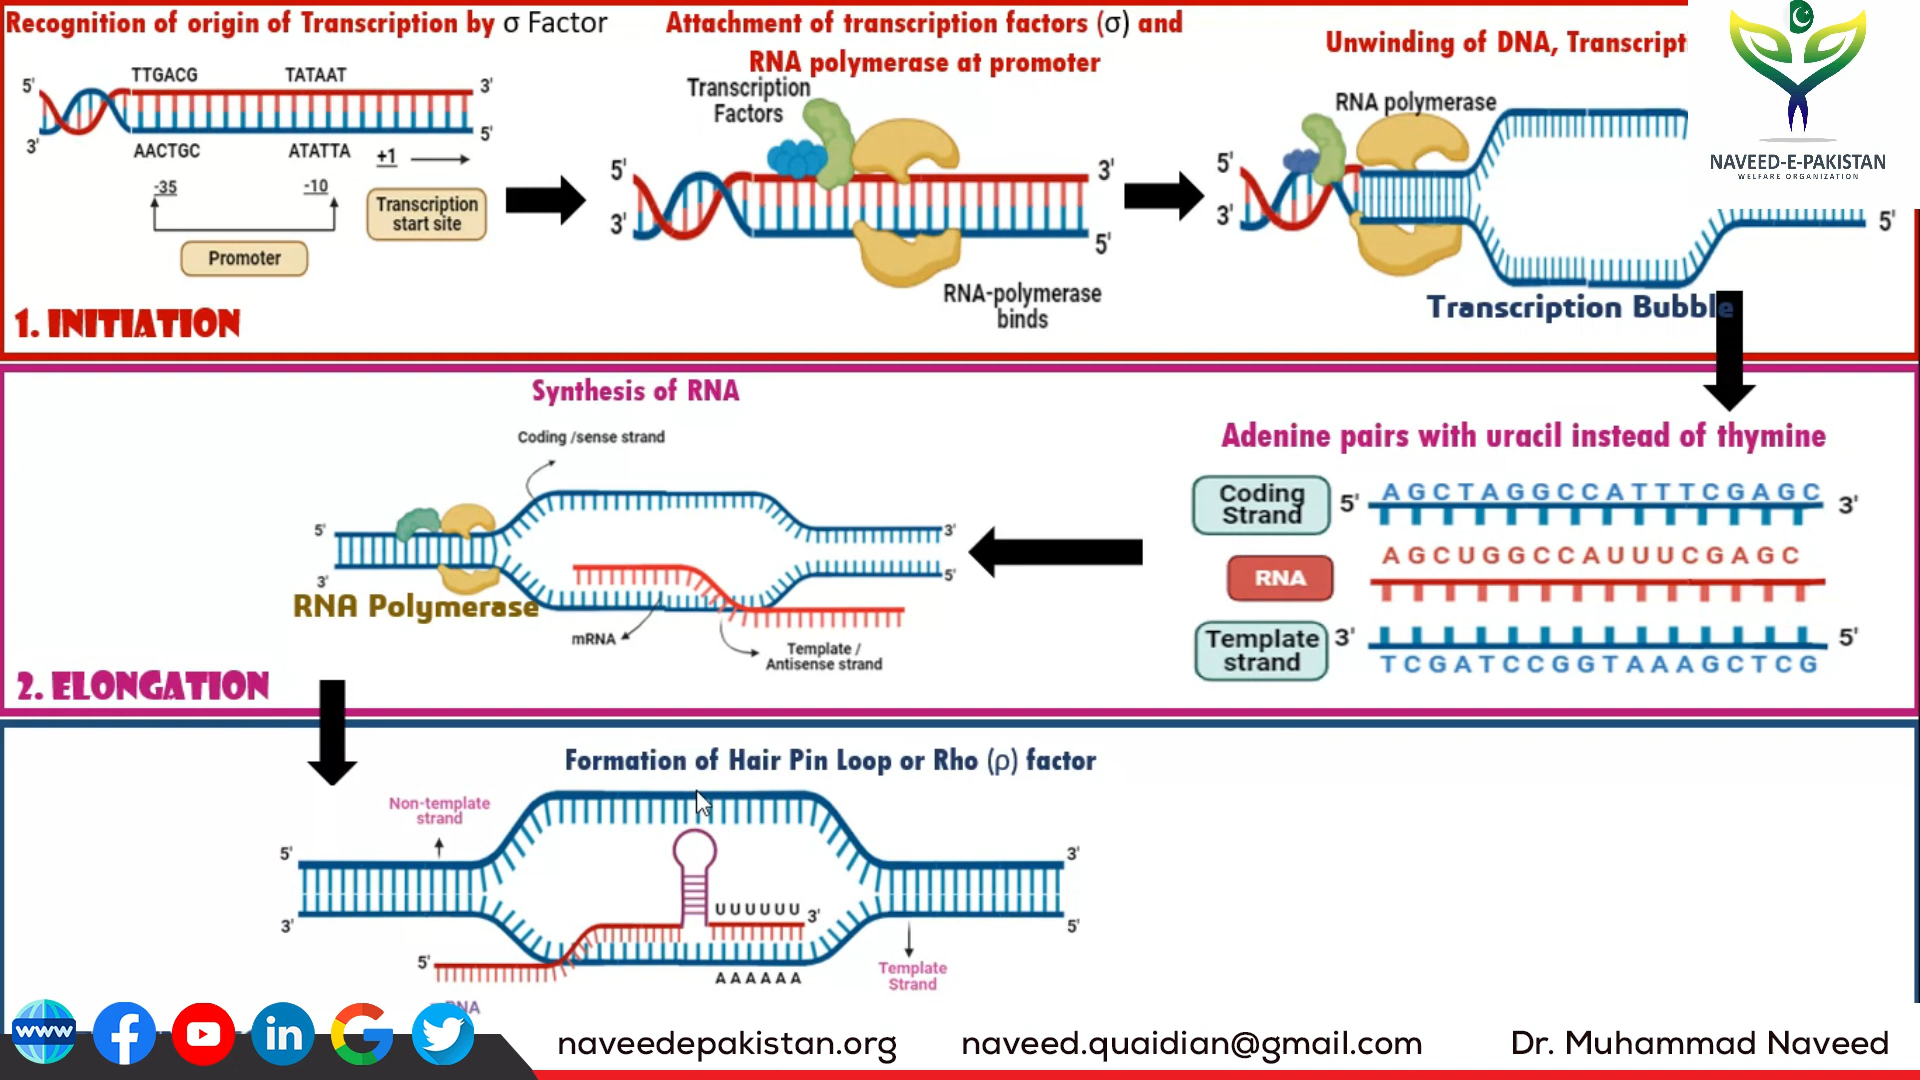 Recognition of origin of Transcription by σ Factor
5'
TTGACG
TATAAT
3'
3'
AACTGC
ATATTA
5'
+1
-35
-10
Transcription
start site
Promoter
1. INITIATION
Attachment of transcription factors (σ) and
RNA polymerase at promoter
Transcription
Factors
5'
3'
3'
5'
RNA-polymerase
binds
Unwinding of DNA, Transcript
RNA polymerase
5'
3'
5'
Transcription Bubble
NAVEED-E-PAKISTAN
WELFARE ORGANIZATION
Synthesis of RNA
Coding /sense strand
5'
3'
3'
5'
RNA Polymerase
mRNA
Template /
Antisense strand
2. ELONGATION
Adenine pairs with uracil instead of thymine
Coding
Strand
5'
AGCTAGGCCATTTCGAGC
3'
RNA
AGCUGGCCAUUUCGAGC
Template
strand
3'
5'
TCGATCCGGTAAAGCTCG
Formation of Hair Pin Loop or Rho (ρ) factor
Non-template
strand
5'
3'
3'
5'
UUUUUU
3'
5'
AAAAAA
Template
Strand
RNA
www
f
in
G
naveedepakistan.org
naveed.quaidian@gmail.com
Dr. Muhammad Naveed